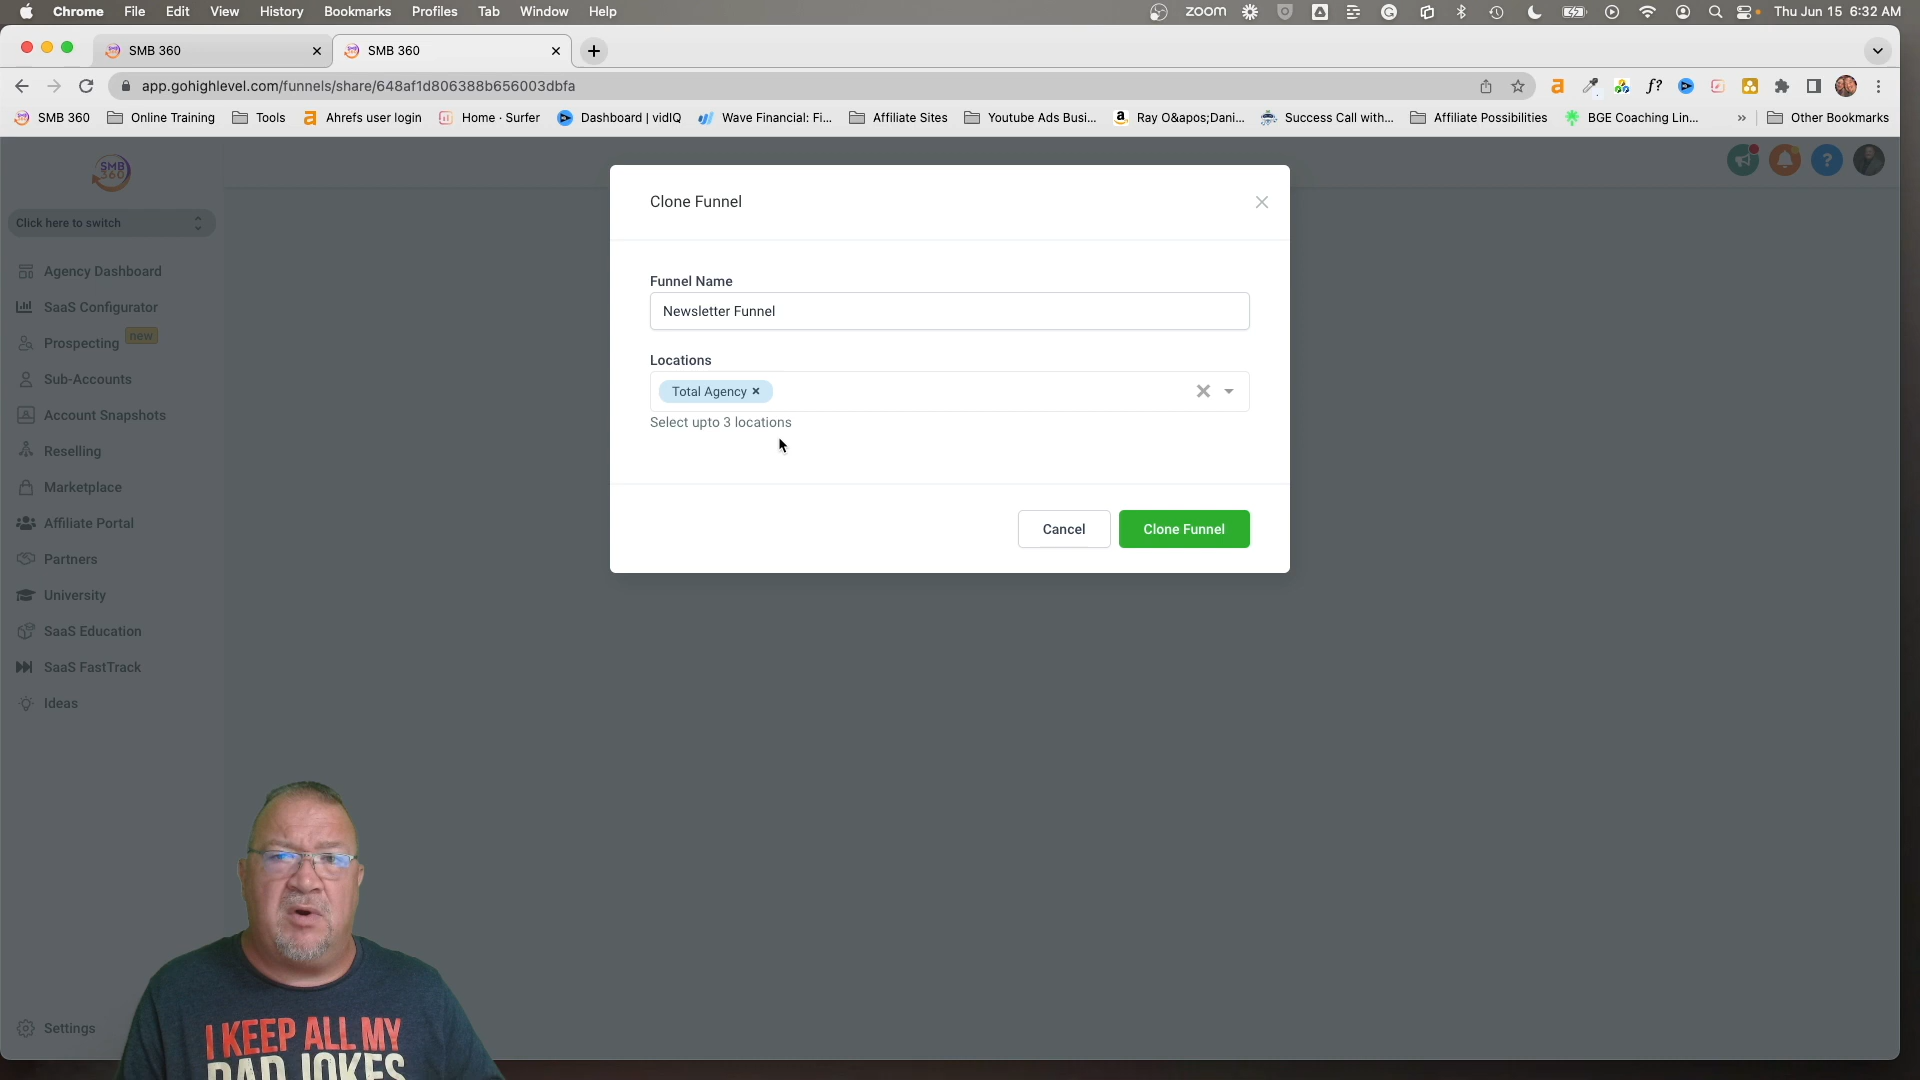 Chrome File Edit View History Bookmarks Profiles Tab Window Help zoom Thu Jun 15 6:32 AM
SMB 360 SMB 360
app.gohighlevel.com/funnels/share/648af1d806388b656003dbfa
SMB 360 Online Training Tools Ahrefs user login Home · Surfer Dashboard | vidIQ Wave Financial: Fi... Affiliate Sites Youtube Ads Busi... Ray O&apos;Dani... Success Call with... Affiliate Possibilities BGE Coaching Lin... » Other Bookmarks
SMB
360
Click here to switch
Agency Dashboard
SaaS Configurator
Prospecting new
Sub-Accounts
Account Snapshots
Reselling
Marketplace
Affiliate Portal
Partners
University
SaaS Education
SaaS FastTrack
Ideas
Settings
Clone Funnel
Funnel Name
Newsletter Funnel
Locations
Total Agency
Select upto 3 locations
Cancel Clone Funnel
I KEEP ALL MY
DAD JOKES